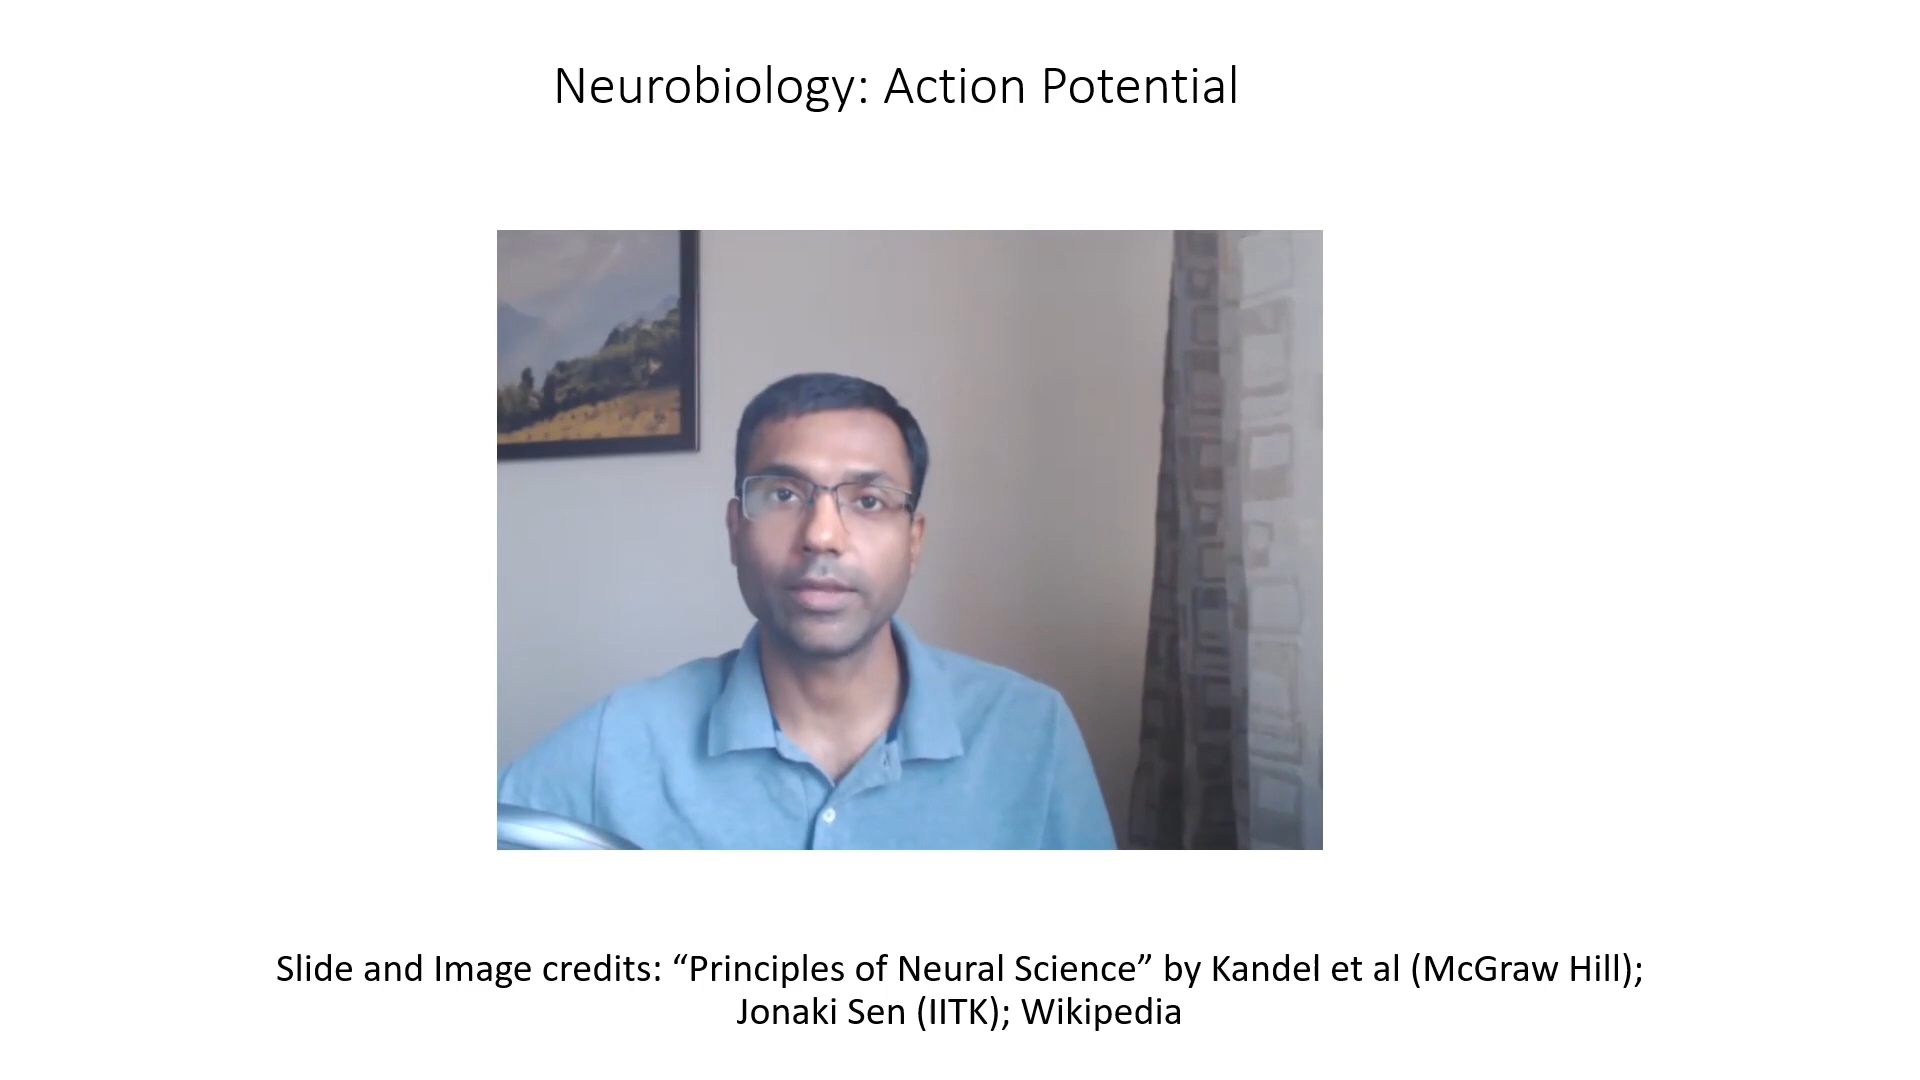 Neurobiology: Action Potential
Slide and Image credits: “Principles of Neural Science” by Kandel et al (McGraw Hill);
Jonaki Sen (IITK); Wikipedia